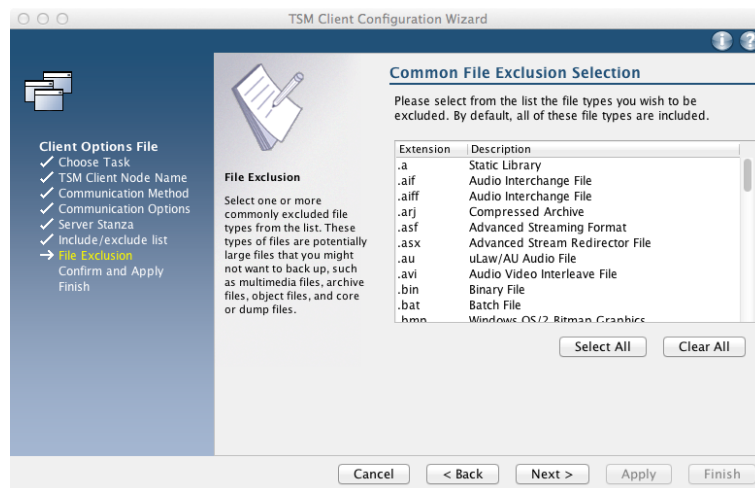 TSM Client Configuration Wizard
Client Options File
Choose Task
TSM Client Node Name
Communication Method
Communication Options
Server Stanza
Include/exclude list
File Exclusion
Confirm and Apply
Finish
File Exclusion
Select one or more
commonly excluded file
types from the list. These
types of files are potentially
large files that you might
not want to back up, such
as multimedia files, archive
files, object files, and core
or dump files.
Common File Exclusion Selection
Please select from the list the file types you wish to be
excluded. By default, all of these file types are included.
Extension Description
.a Static Library
.aif Audio Interchange File
.aiff Audio Interchange File
.arj Compressed Archive
.asf Advanced Streaming Format
.asx Advanced Stream Redirector File
.au uLaw/AU Audio File
.avi Audio Video Interleave File
.bin Binary File
.bat Batch File
.bmp Windows OS/2 Bitmap Graphics
Select All Clear All
Cancel < Back Next > Apply Finish